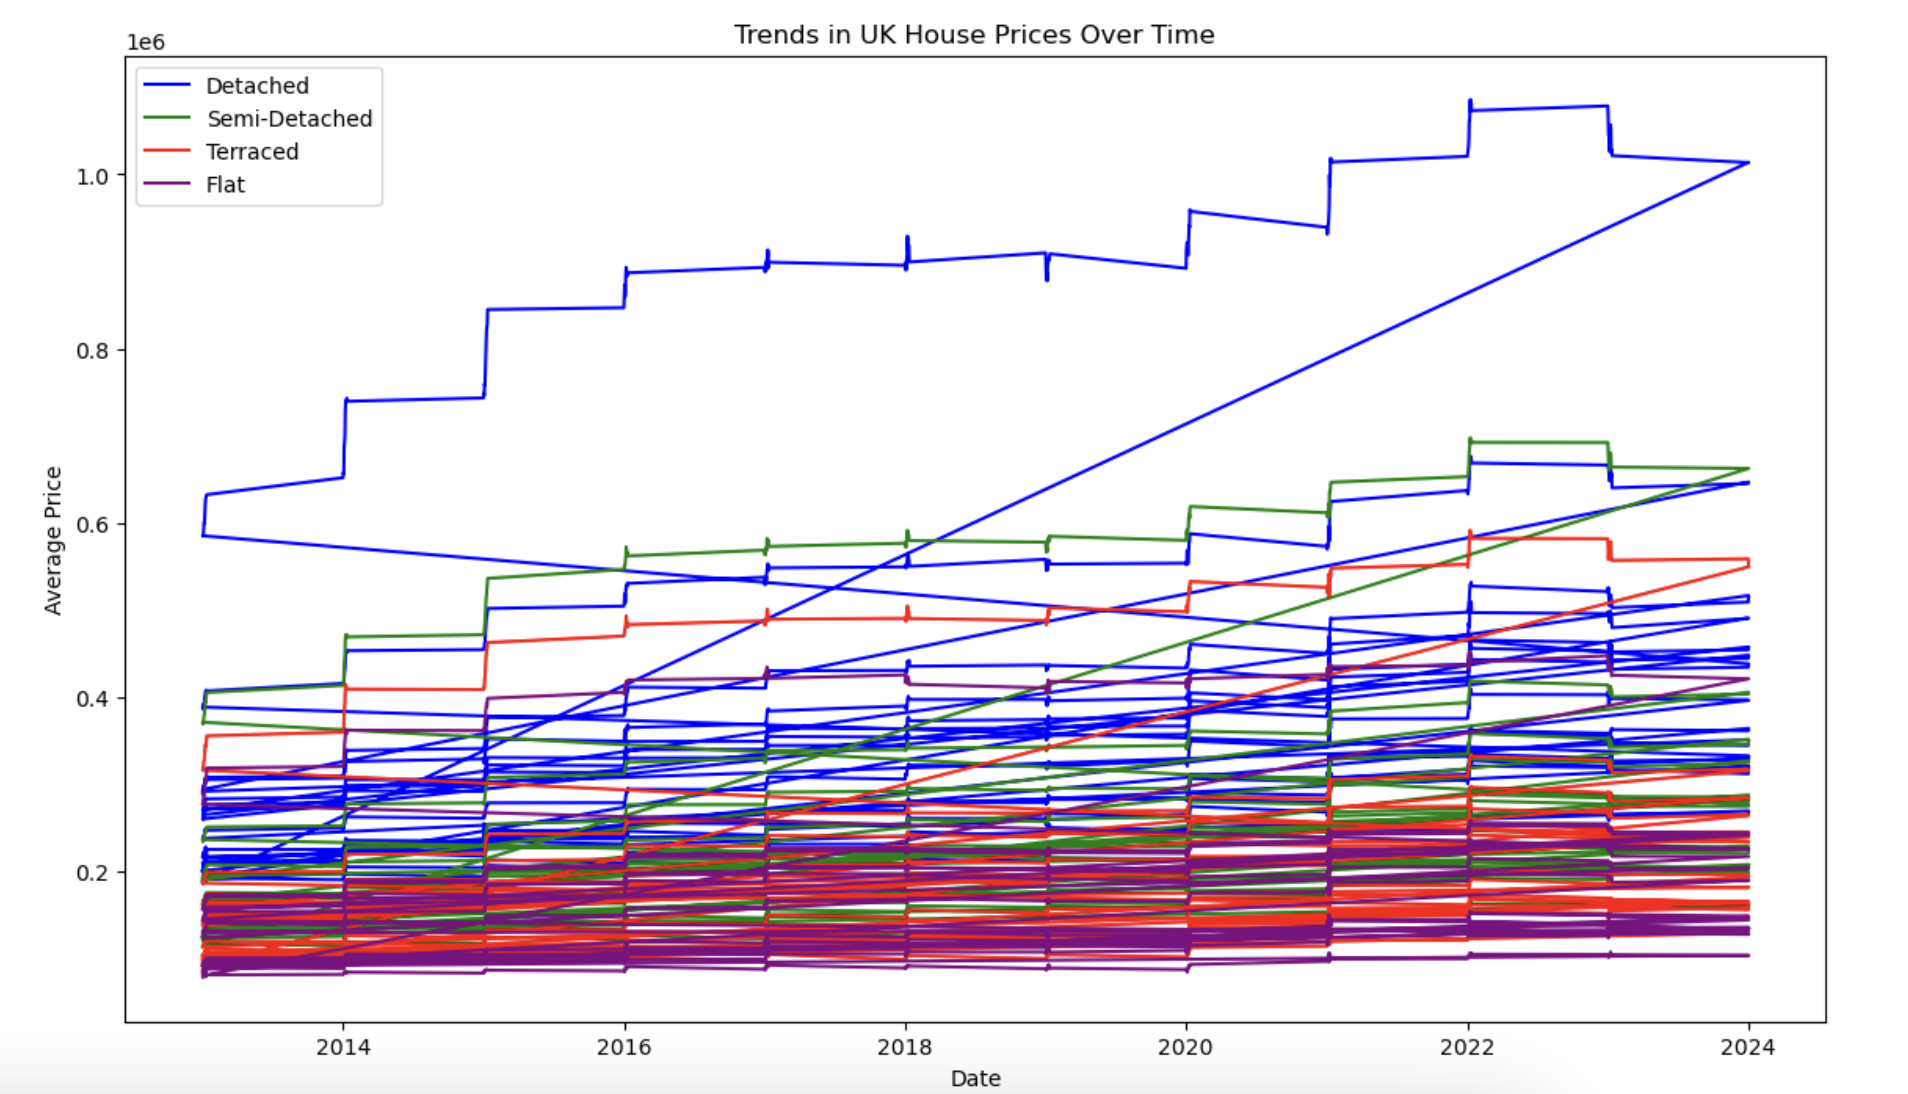 Trends in UK House Prices Over Time
1e6
Detached
Semi-Detached
Terraced
Flat
1.0
0.8
0.6
0.4
0.2
Average Price
2014 2016 2018 2020 2022 2024
Date